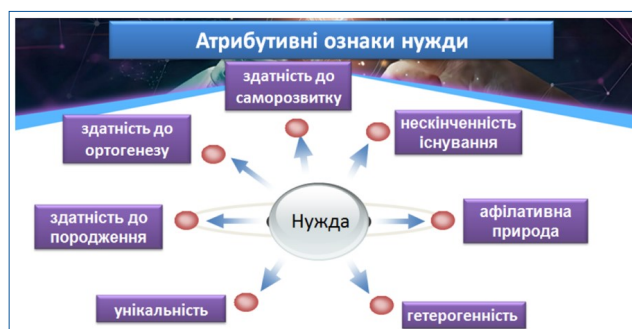 Атрибутивні ознаки нужди
здатність до
саморозвитку
нескінченність
існування
здатність до
ортогенезу
Нужда
здатність до
породження
афілативна
природа
унікальність
гетерогенність